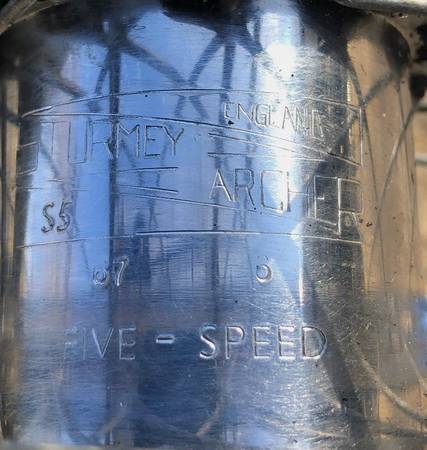 ENGLAND
STURMEY
ARCHER
S5
67 6
FIVE - SPEED